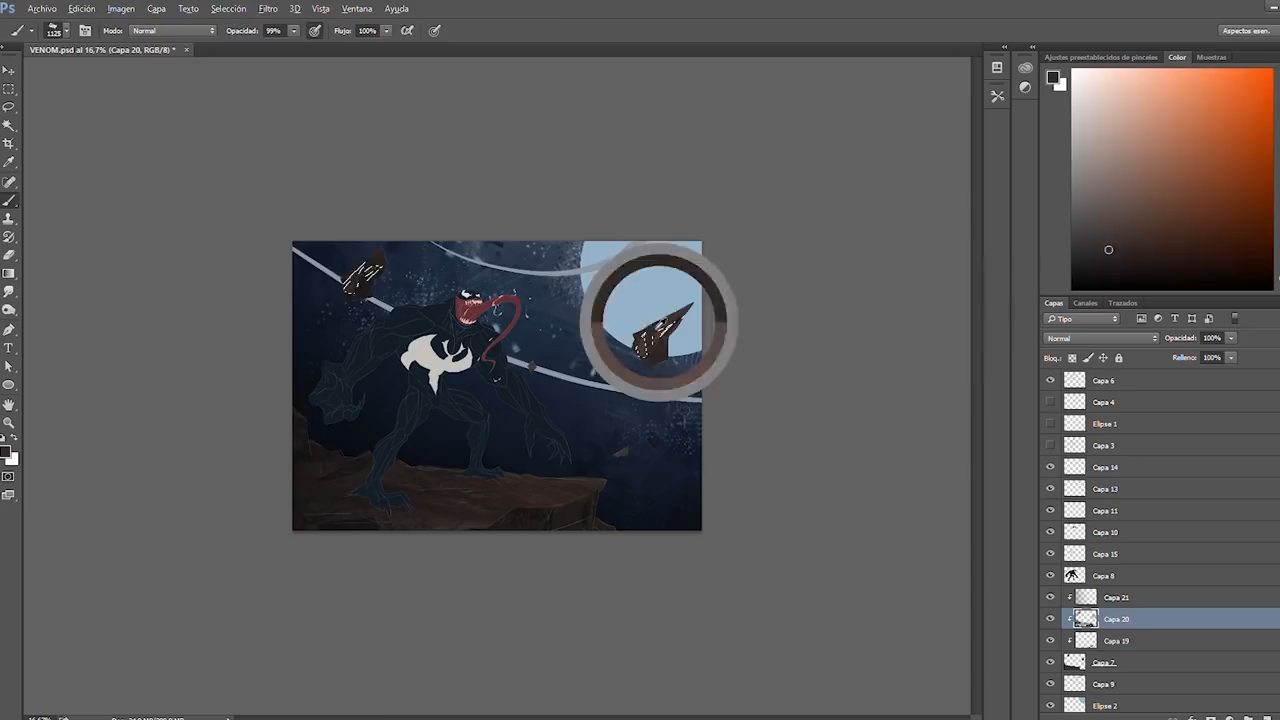 Ps Archivo Edición Imagen Capa Texto Selección Filtro 3D Vista Ventana Ayuda
1125 Modo: Normal Opacidad: 99% Flujo: 100% Aspectos esen.
VENOM.psd al 16,7% (Capa 20, RGB/8) * ×
Ajustes preestablecidos de pinceles Color Muestras
Capas Canales Trazados
Tipo
Normal Opacidad: 100%
Bloq.: Relleno: 100%
Capa 6
Capa 4
Elipse 1
Capa 3
Capa 14
Capa 13
Capa 11
Capa 10
Capa 15
Capa 8
Capa 21
Capa 20
Capa 19
Capa 7
Capa 9
Elipse 2